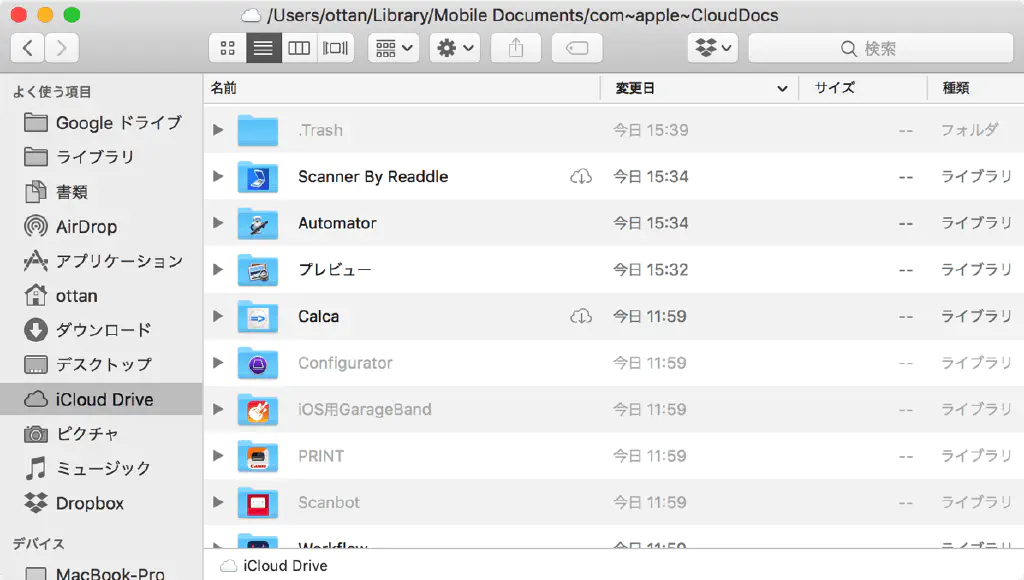 /Users/ottan/Library/Mobile Documents/com~apple~CloudDocs
検索
よく使う項目
Google ドライブ
ライブラリ
書類
AirDrop
アプリケーション
ottan
ダウンロード
デスクトップ
iCloud Drive
ピクチャ
ミュージック
Dropbox
デバイス
MacBook-Pro
名前 変更日 サイズ 種類
.Trash 今日 15:39 -- フォルダ
Scanner By Readdle 今日 15:34 -- ライブラリ
Automator 今日 15:34 -- ライブラリ
プレビュー 今日 15:32 -- ライブラリ
Calca 今日 11:59 -- ライブラリ
Configurator 今日 11:59 -- ライブラリ
iOS用GarageBand 今日 11:59 -- ライブラリ
PRINT 今日 11:59 -- ライブラリ
Scanbot 今日 11:59 -- ライブラリ
Workflow 今日 11:59 -- ライブラリ
iCloud Drive